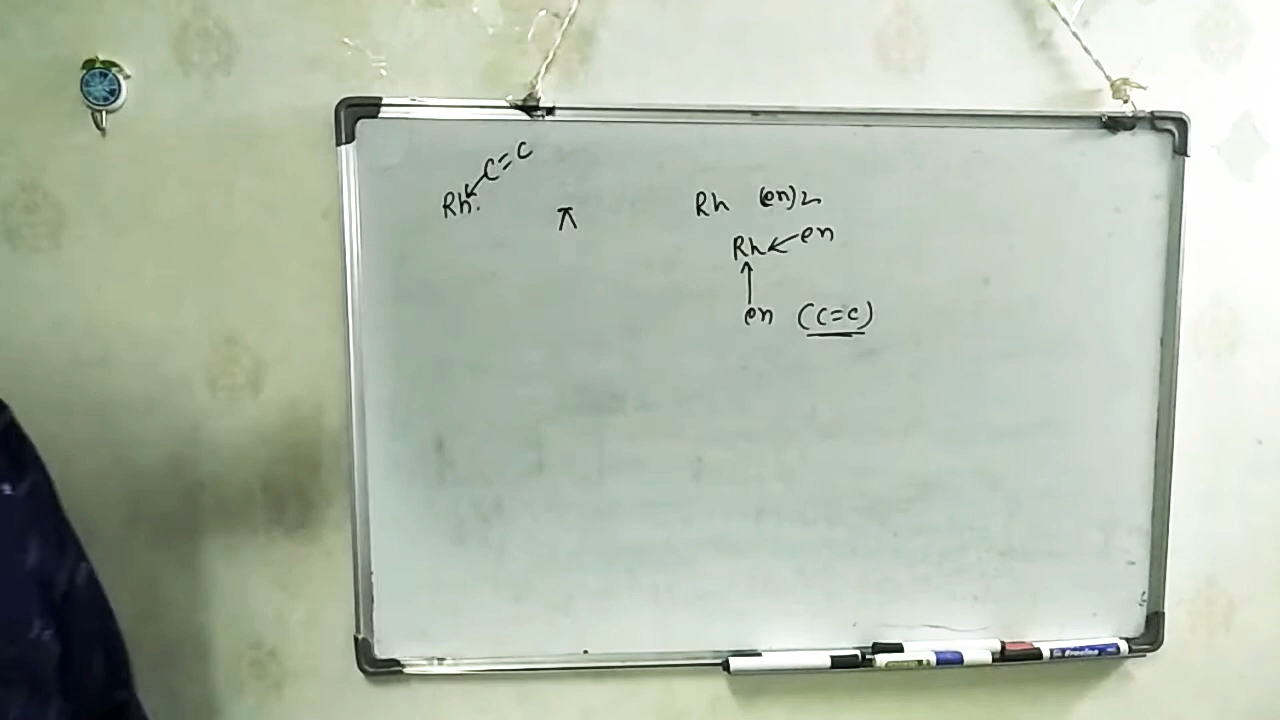 C=C
Rh.
π
Rh (en)2
Rh ← en
↑
en (C=C)